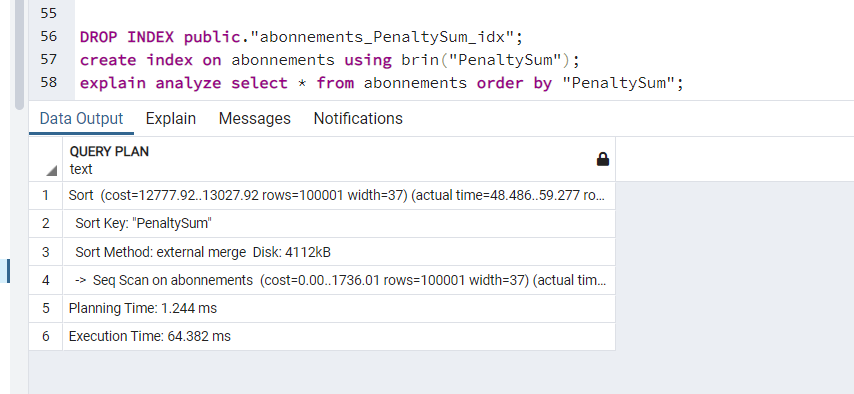 55
56 DROP INDEX public."abonnements_PenaltySum_idx";
57 create index on abonnements using brin("PenaltySum");
58 explain analyze select * from abonnements order by "PenaltySum";
Data Output Explain Messages Notifications
QUERY PLAN
text
1 Sort (cost=12777.92..13027.92 rows=100001 width=37) (actual time=48.486..59.277 ro...
2 Sort Key: "PenaltySum"
3 Sort Method: external merge Disk: 4112kB
4 -> Seq Scan on abonnements (cost=0.00..1736.01 rows=100001 width=37) (actual tim...
5 Planning Time: 1.244 ms
6 Execution Time: 64.382 ms